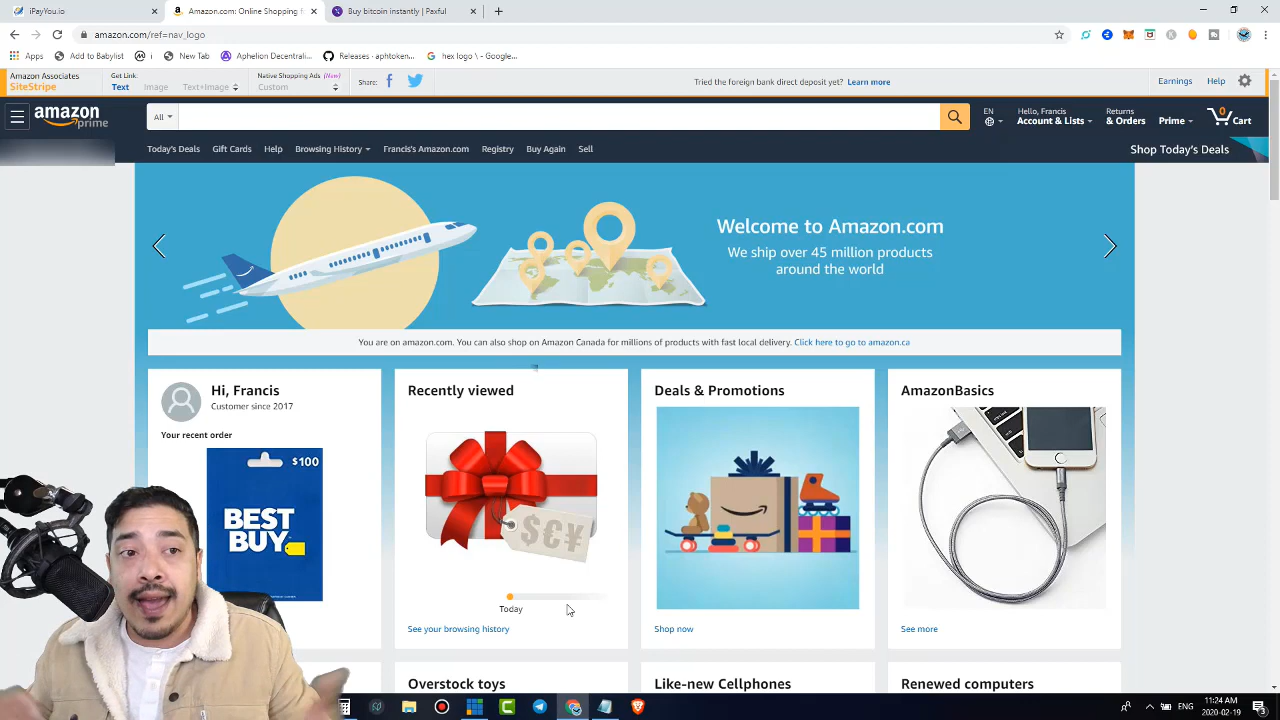 iPayYou.io
Amazon.com: Online Shopping f
Buy bitcoin instantly | Paxful
amazon.com/ref=nav_logo
Apps
Add to Babylist
New Tab
Aphelion Decentrali...
Releases · aphtoken...
hex logo \ - Google...
Amazon Associates
SiteStripe
Get Link:
Text
Image
Text+Image
Native Shopping Ads (New)
Custom
Share:
Tried the foreign bank direct deposit yet? Learn more
Earnings
Help
amazon
prime
All
EN
Hello, Francis
Account & Lists
Returns
& Orders
Prime
0
Cart
Today's Deals
Gift Cards
Help
Browsing History
Francis's Amazon.com
Registry
Buy Again
Sell
Shop Today's Deals
Welcome to Amazon.com
We ship over 45 million products
around the world
You are on amazon.com. You can also shop on Amazon Canada for millions of products with fast local delivery. Click here to go to amazon.ca
Hi, Francis
Customer since 2017
Your recent order
$100
BEST
BUY
Recently viewed
$€¥
Today
See your browsing history
Deals & Promotions
Shop now
AmazonBasics
See more
Overstock toys
Like-new Cellphones
Renewed computers
ENG
11:24 AM
2020-02-19